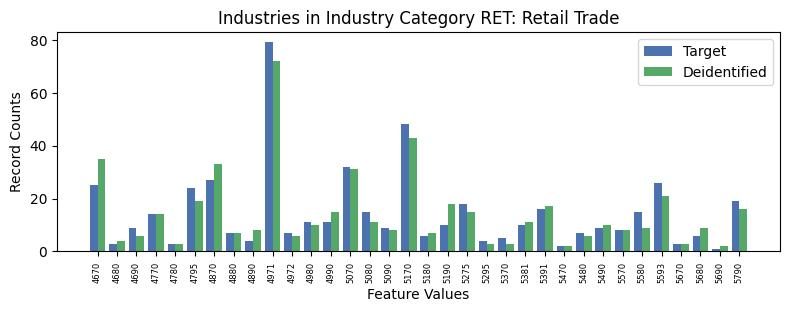 Industries in Industry Category RET: Retail Trade
Target
Deidentified
Record Counts
80
60
40
20
0
4670 4680 4690 4770 4780 4795 4870 4880 4890 4971 4972 4980 4990 5070 5080 5090 5170 5180 5190 5275 5295 5370 5381 5391 5470 5480 5490 5570 5580 5593 5670 5680 5690 5790
Feature Values